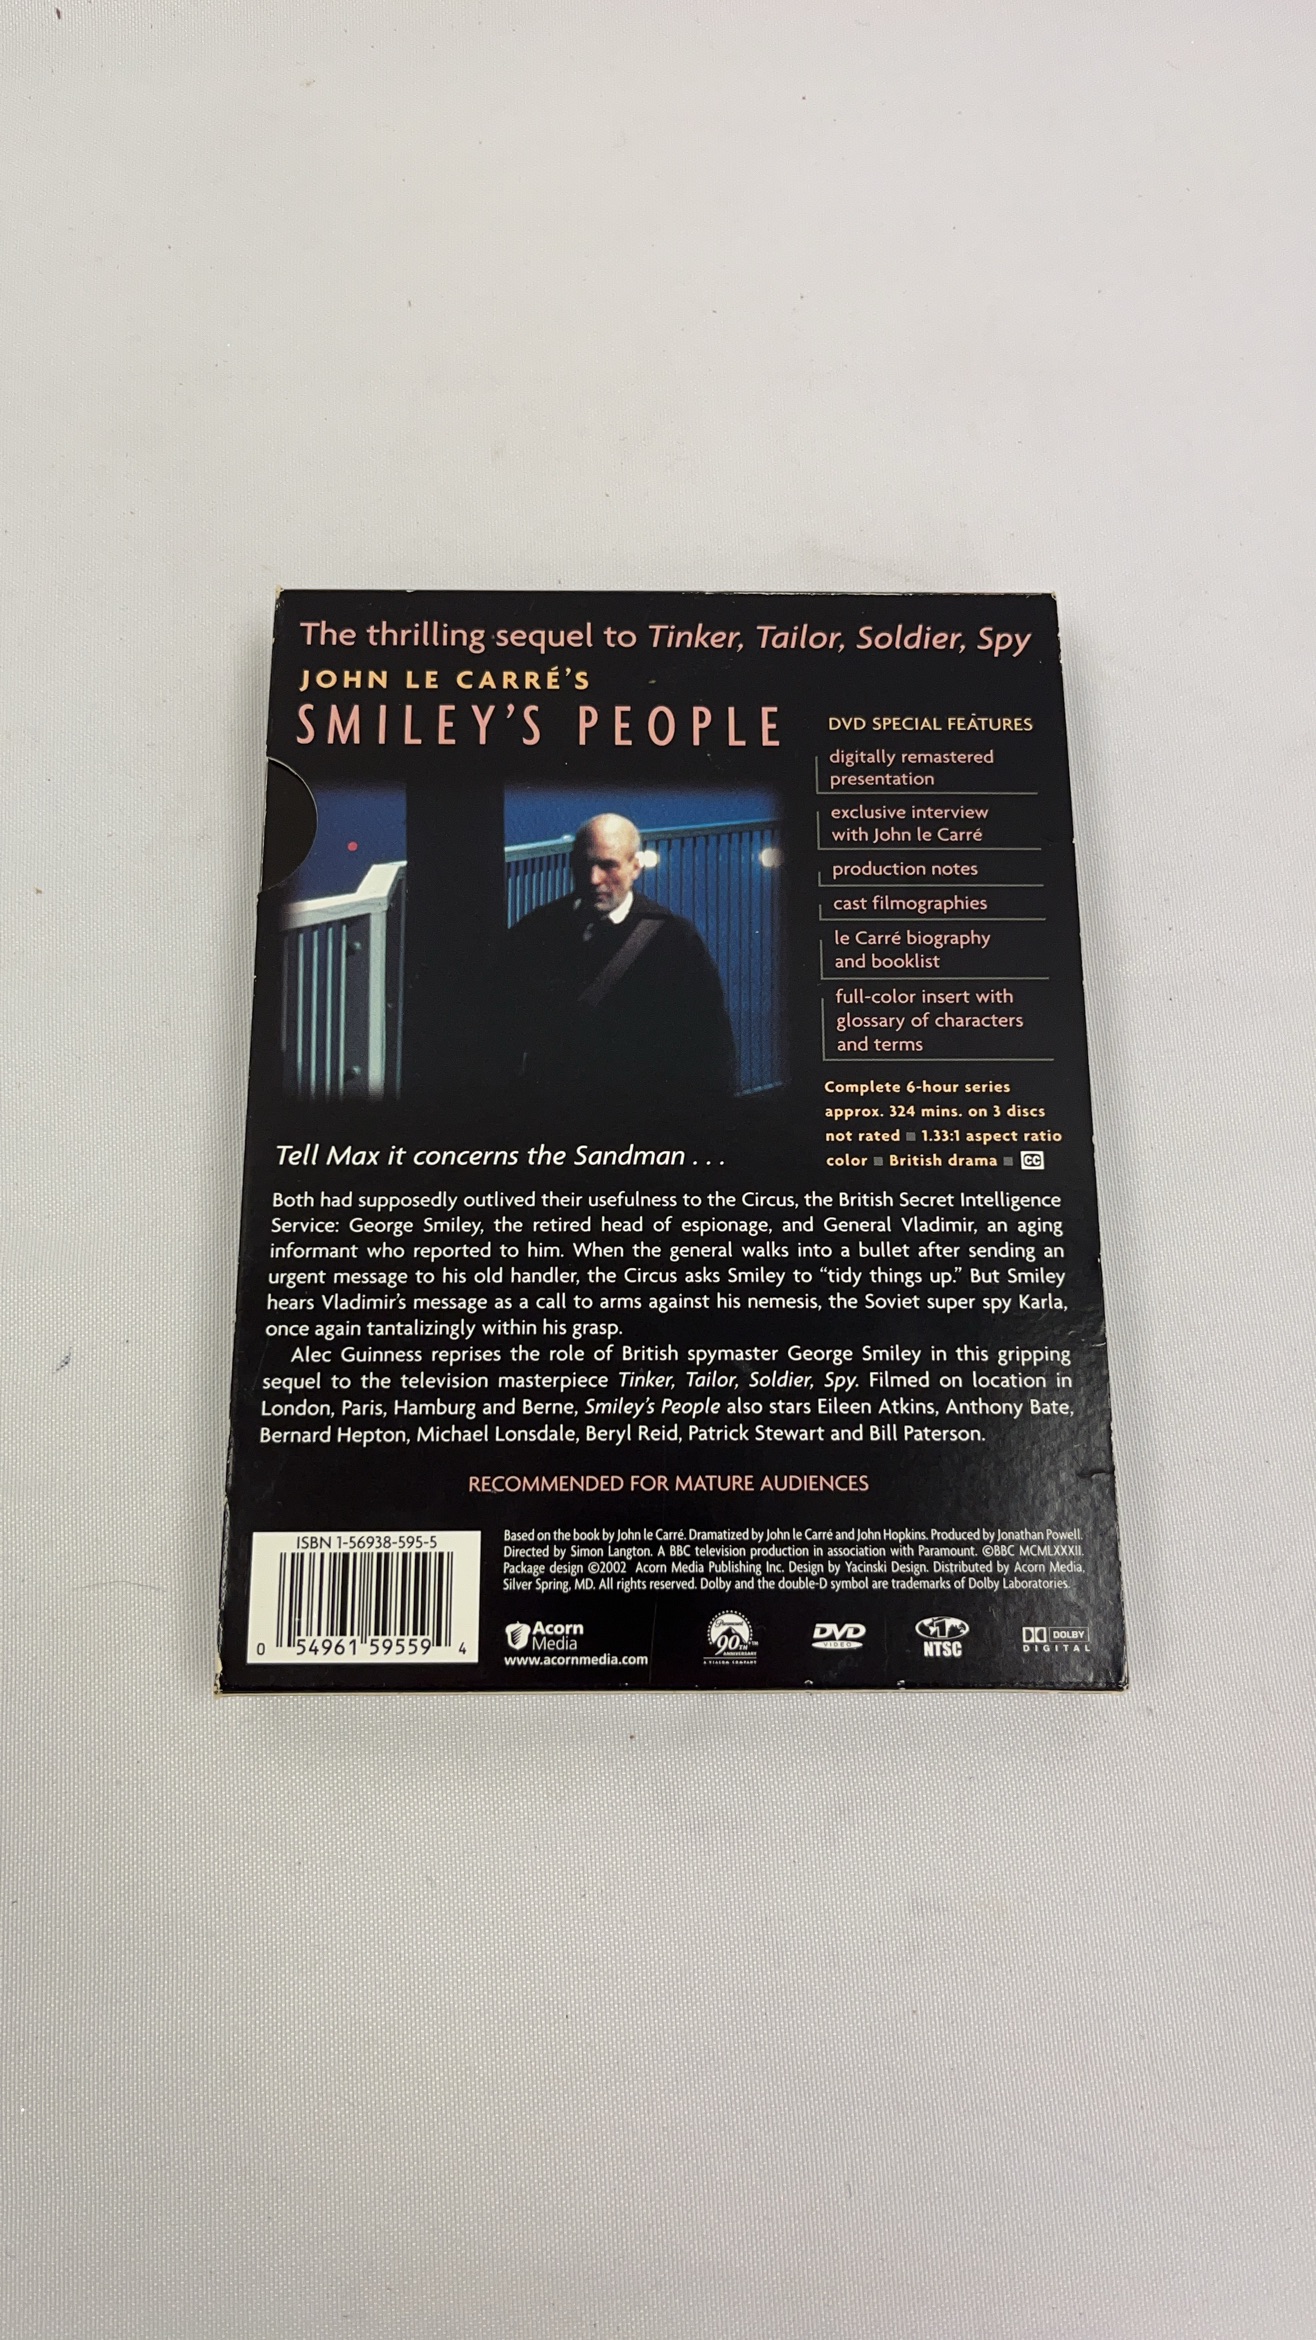 The thrilling sequel to Tinker, Tailor, Soldier, Spy
JOHN LE CARRÉ'S
SMILEY'S PEOPLE
DVD SPECIAL FEATURES
digitally remastered
presentation
exclusive interview
with John le Carré
production notes
cast filmographies
le Carré biography
and booklist
full-color insert with
glossary of characters
and terms
Complete 6-hour series
approx. 324 mins. on 3 discs
not rated ■ 1.33:1 aspect ratio
color ■ British drama ■ CC
Tell Max it concerns the Sandman . . .
Both had supposedly outlived their usefulness to the Circus, the British Secret Intelligence
Service: George Smiley, the retired head of espionage, and General Vladimir, an aging
informant who reported to him. When the general walks into a bullet after sending an
urgent message to his old handler, the Circus asks Smiley to “tidy things up.” But Smiley
hears Vladimir's message as a call to arms against his nemesis, the Soviet super spy Karla,
once again tantalizingly within his grasp.
Alec Guinness reprises the role of British spymaster George Smiley in this gripping
sequel to the television masterpiece Tinker, Tailor, Soldier, Spy. Filmed on location in
London, Paris, Hamburg and Berne, Smiley's People also stars Eileen Atkins, Anthony Bate,
Bernard Hepton, Michael Lonsdale, Beryl Reid, Patrick Stewart and Bill Paterson.
RECOMMENDED FOR MATURE AUDIENCES
ISBN 1-56938-595-5
0 54961 59559 4
Based on the book by John le Carré. Dramatized by John le Carré and John Hopkins. Produced by Jonathan Powell.
Directed by Simon Langton. A BBC television production in association with Paramount. ©BBC MCMLXXXII.
Package design ©2002 Acorn Media Publishing Inc. Design by Yacinski Design. Distributed by Acorn Media,
Silver Spring, MD. All rights reserved. Dolby and the double-D symbol are trademarks of Dolby Laboratories.
Acorn
Media
www.acornmedia.com
Paramount
90TH
ANNIVERSARY
A VIACOM COMPANY
DVD
VIDEO
NTSC
DOLBY
DIGITAL